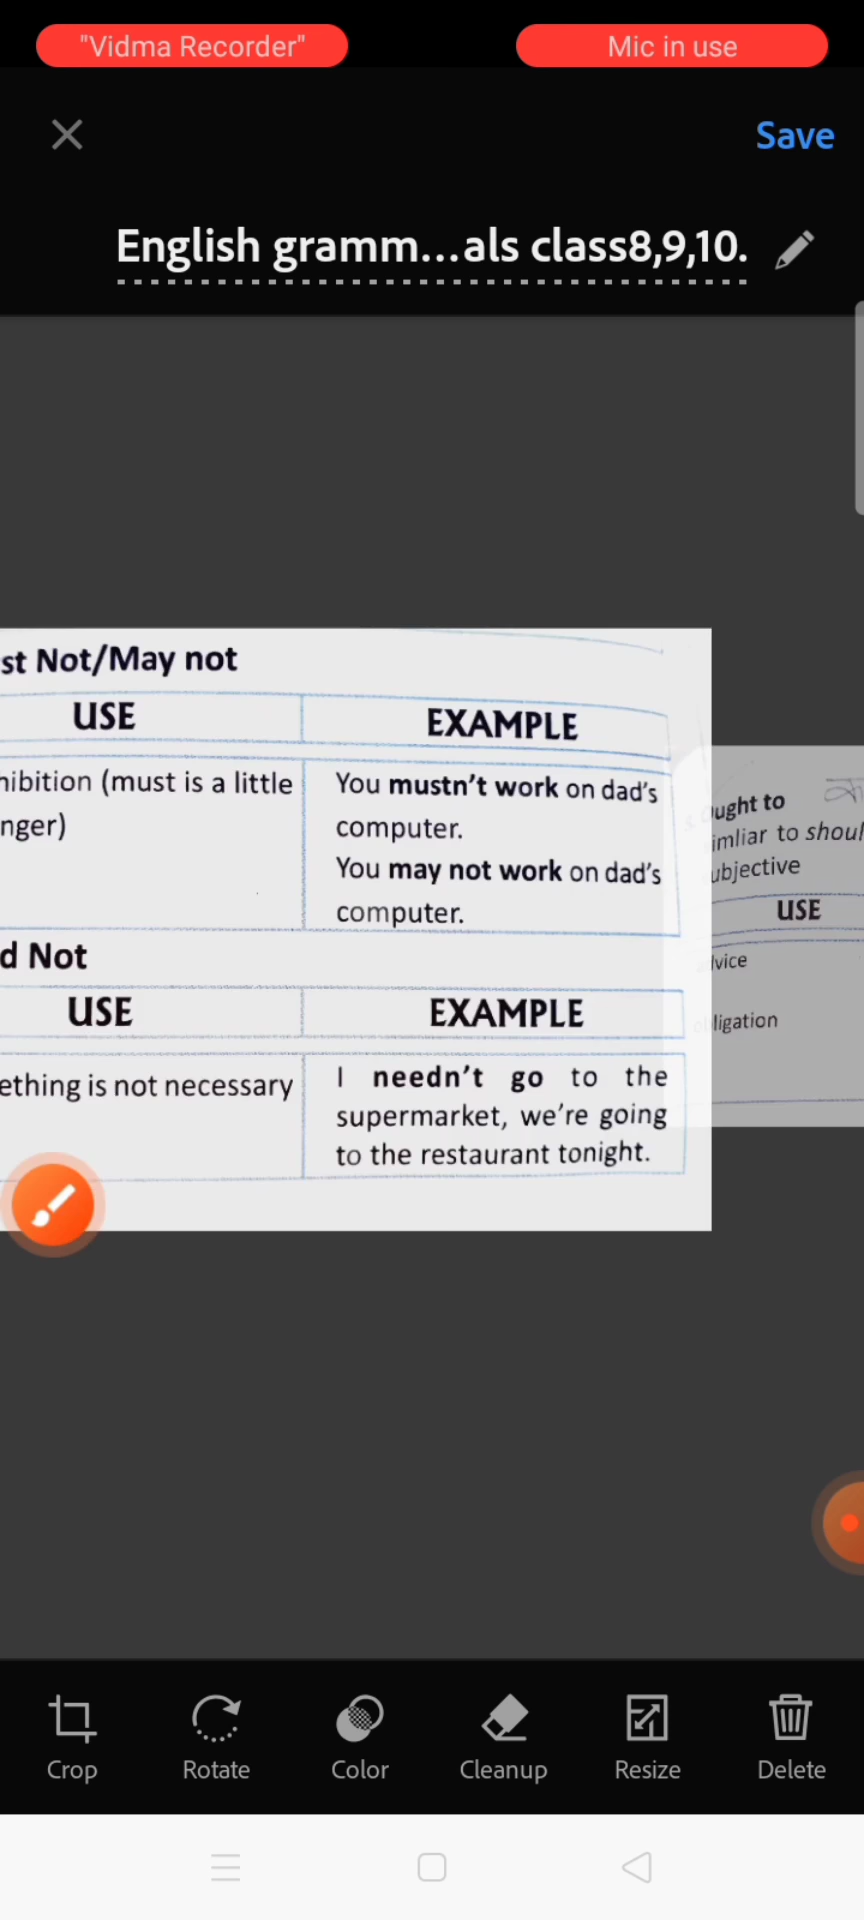 "Vidma Recorder"
Mic in use
Save
English gramm...als class8,9,10.
st Not/May not
USE
EXAMPLE
hibition (must is a little
nger)
You mustn't work on dad's
computer.
You may not work on dad's
computer.
d Not
USE
EXAMPLE
ething is not necessary
I needn't go to the
supermarket, we're going
to the restaurant tonight.
Ought to
imliar to shoul
ubjective
USE
dvice
obligation
Crop
Rotate
Color
Cleanup
Resize
Delete